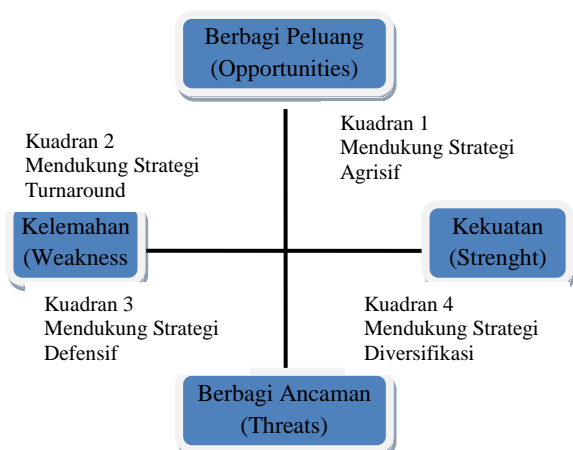 Berbagi Peluang
(Opportunities)
Kuadran 2
Mendukung Strategi
Turnaround
Kuadran 1
Mendukung Strategi
Agrisif
Kelemahan
(Weakness
Kekuatan
(Strenght)
Kuadran 3
Mendukung Strategi
Defensif
Kuadran 4
Mendukung Strategi
Diversifikasi
Berbagi Ancaman
(Threats)